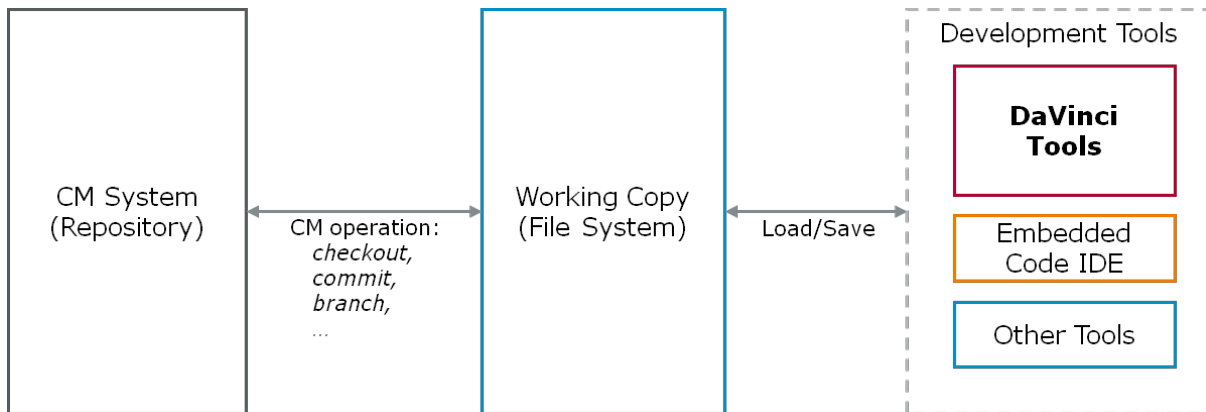 CM System
(Repository)
CM operation:
checkout,
commit,
branch,
...
Working Copy
(File System)
Load/Save
Development Tools
DaVinci
Tools
Embedded
Code IDE
Other Tools